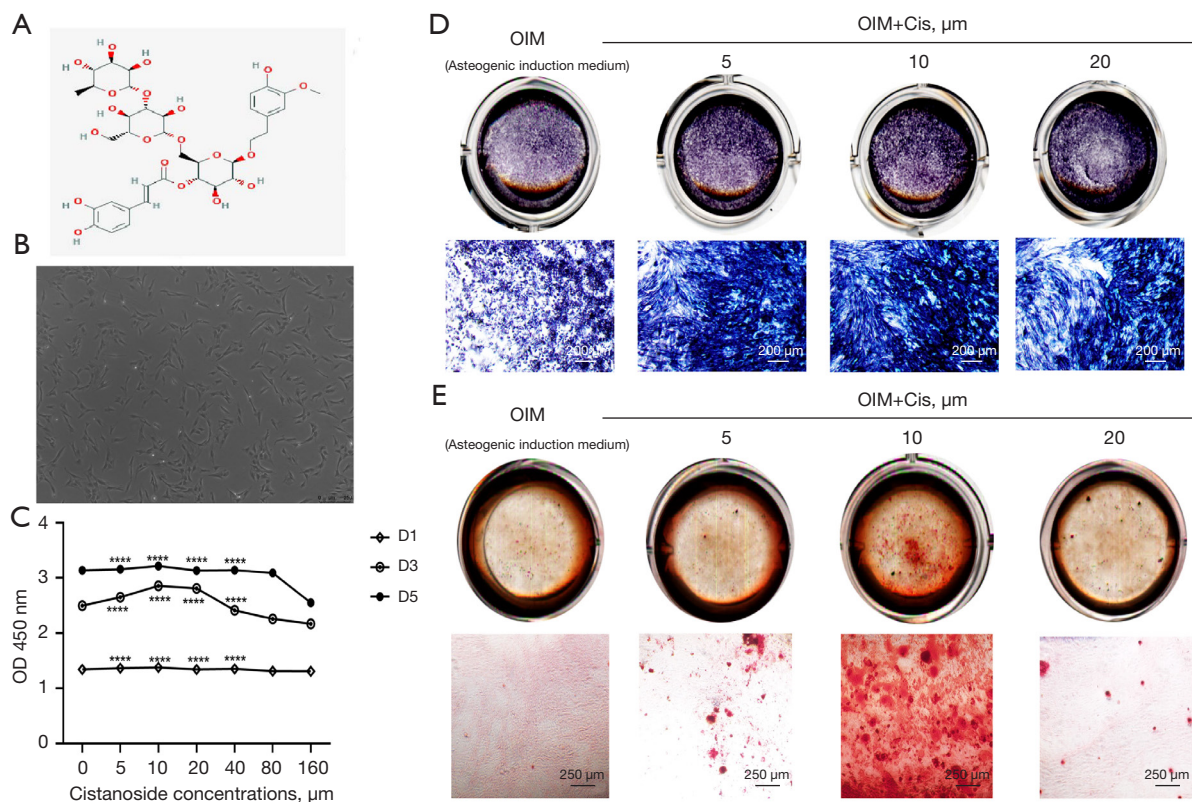 A
H
H
H
O
O
O
H
O
O
H
O
O
O
H
O
H
O
H
O
O
O
H
O
O
O
O
O
O
O
H
O
H
H
H
H
O
O
H
B
C
4
3
2
1
0
OD 450 nm
**** **** **** ****
**** **** **** ****
**** **** **** ****
0 5 10 20 40 80 160
Cistanoside concentrations, µm
D1
D3
D5
D
OIM
(Asteogenic induction medium)
OIM+Cis, µm
5 10 20
200 µm 200 µm 200 µm 200 µm
E
OIM
(Asteogenic induction medium)
OIM+Cis, µm
5 10 20
250 µm 250 µm 250 µm 250 µm